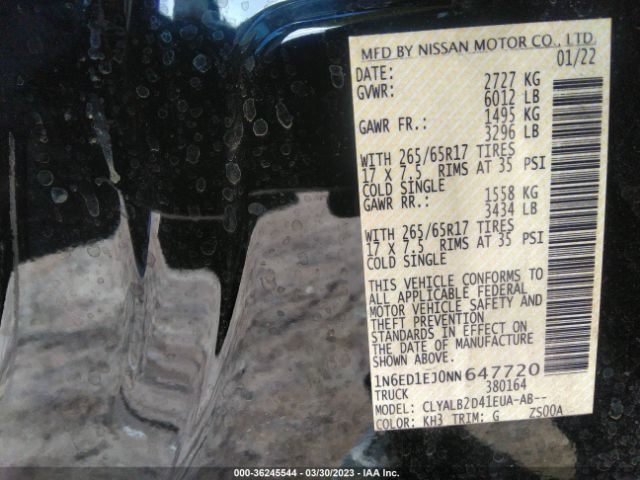 MFD BY NISSAN MOTOR CO., LTD.
DATE: 01/22
GVWR: 2727 KG
6012 LB
GAWR FR.: 1495 KG
3296 LB
WITH 265/65R17 TIRES
17 X 7.5 RIMS AT 35 PSI
COLD SINGLE
GAWR RR.: 1558 KG
3434 LB
WITH 265/65R17 TIRES
17 X 7.5 RIMS AT 35 PSI
COLD SINGLE
THIS VEHICLE CONFORMS TO
ALL APPLICABLE FEDERAL
MOTOR VEHICLE SAFETY AND
THEFT PREVENTION
STANDARDS IN EFFECT ON
THE DATE OF MANUFACTURE
SHOWN ABOVE.
1N6ED1EJ0NN647720
TRUCK 380164
MODEL: CLYALB2D41EUA-AB--
COLOR: KH3 TRIM: G ZS00A
000-36245544 — 03/30/2023 — IAA Inc.